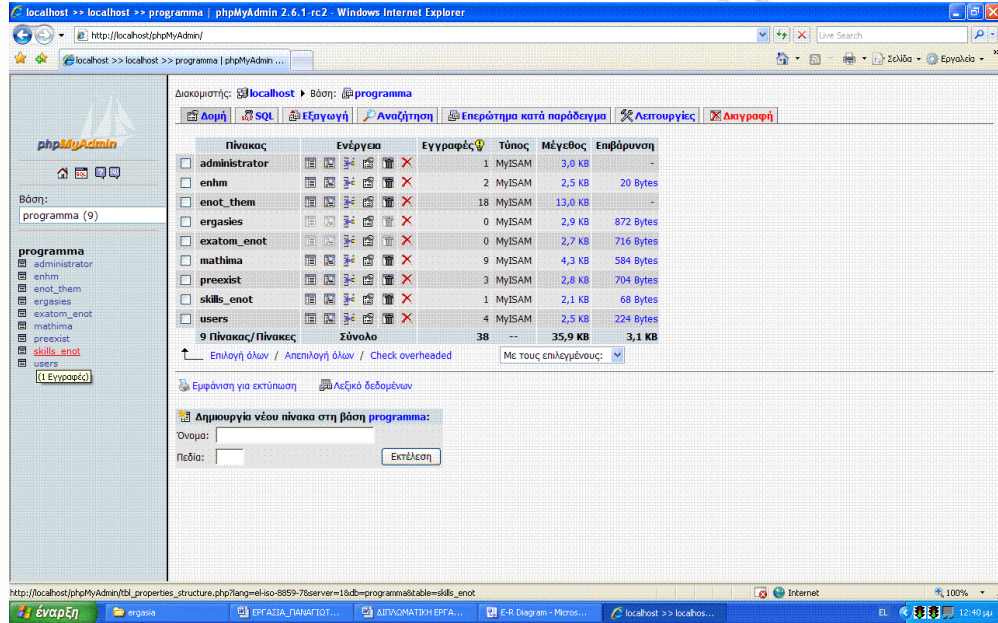 localhost >> localhost >> programma | phpMyAdmin 2.6.1-rc2 - Windows Internet Explorer
http://localhost/phpMyAdmin/
Live Search
localhost >> localhost >> programma | phpMyAdmin ...
Σελίδα
Εργαλεία
phpMyAdmin
Βάση:
programma (9)
programma
administrator
enhm
enot_them
ergasies
exatom_enot
mathima
preexist
skills_enot
users
(1 Εγγραφές)
Διακομιστής: localhost Βάση: programma
Δομή SQL Εξαγωγή Αναζήτηση Επερώτημα κατά παράδειγμα Λειτουργίες Διαγραφή
Πίνακας Ενέργεια Εγγραφές Τύπος Μέγεθος Επιβάρυνση
administrator 1 MyISAM 3,0 KB -
enhm 2 MyISAM 2,5 KB 20 Bytes
enot_them 18 MyISAM 13,0 KB -
ergasies 0 MyISAM 2,9 KB 872 Bytes
exatom_enot 0 MyISAM 2,7 KB 716 Bytes
mathima 9 MyISAM 4,3 KB 584 Bytes
preexist 3 MyISAM 2,8 KB 704 Bytes
skills_enot 1 MyISAM 2,1 KB 68 Bytes
users 4 MyISAM 2,5 KB 224 Bytes
9 Πίνακας/Πίνακες Σύνολο 38 -- 35,9 KB 3,1 KB
Επιλογή όλων / Απεπιλογή όλων / Check overheaded Με τους επιλεγμένους:
Εμφάνιση για εκτύπωση Λεξικό δεδομένων
Δημιουργία νέου πίνακα στη βάση programma:
Όνομα:
Πεδία: Εκτέλεση
http://localhost/phpMyAdmin/tbl_properties_structure.php?lang=el-iso-8859-7&server=1&db=programma&table=skills_enot
Internet
100%
έναρξη
ergasia
ΕΡΓΑΣΙΑ_ΠΑΝΑΓΙΩΤ...
ΔΙΠΛΩΜΑΤΙΚΗ ΕΡΓΑ...
E-R Diagram - Micros...
localhost >> localhos...
EL
12:40 μμ